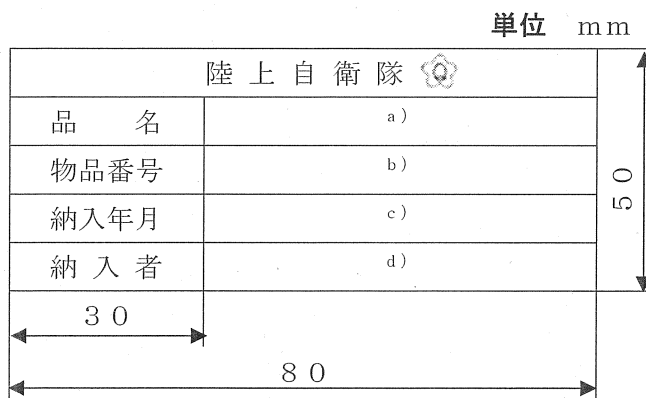 単位 mm
陸上自衛隊 Q
品名 a)
物品番号 b)
納入年月 c)
納入者 d)
50
30
80